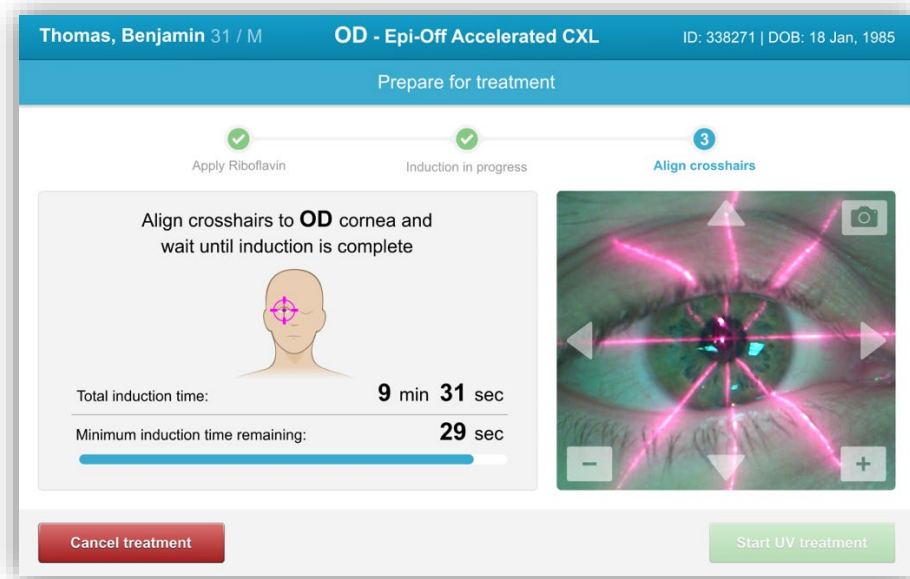 Thomas, Benjamin 31 / M OD - Epi-Off Accelerated CXL ID: 338271 | DOB: 18 Jan, 1985
Prepare for treatment
3
Apply Riboflavin Induction in progress Align crosshairs
Align crosshairs to OD cornea and
wait until induction is complete
Total induction time: 9 min 31 sec
Minimum induction time remaining: 29 sec
Cancel treatment Start UV treatment